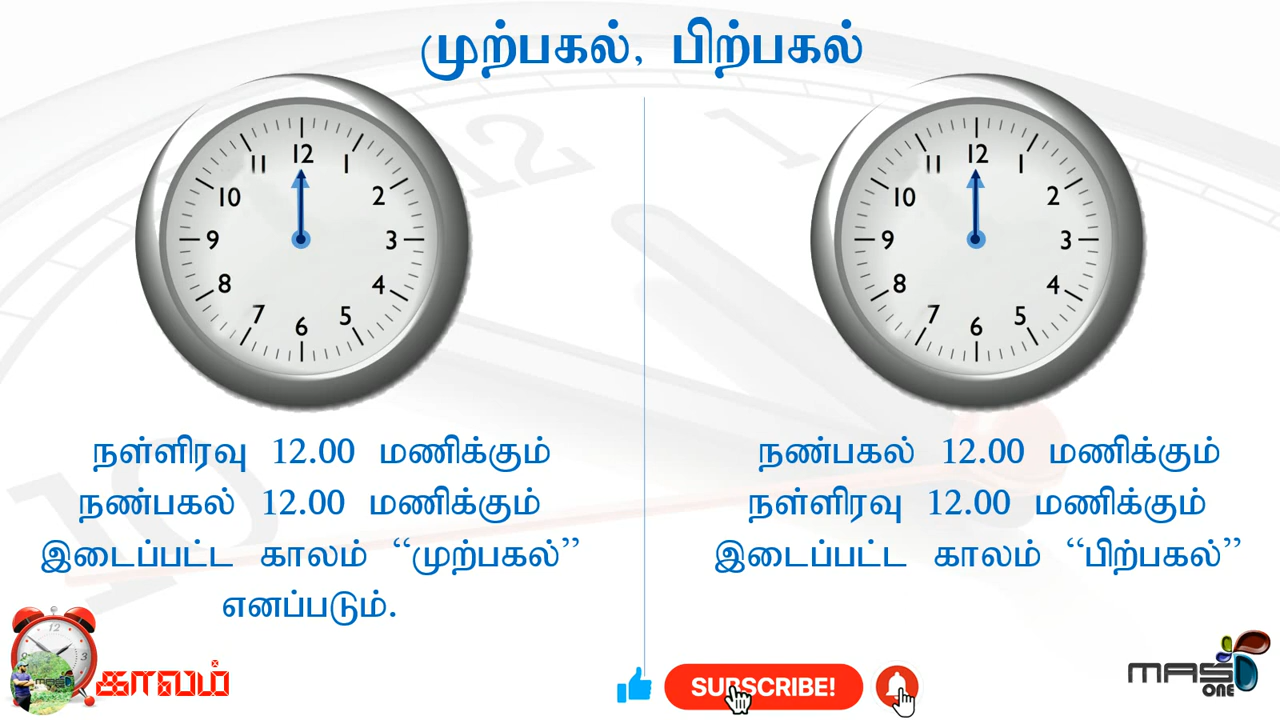 முற்பகல், பிற்பகல்
12
1
2
3
4
5
6
7
8
9
10
11
12
1
2
3
4
5
6
7
8
9
10
11
12
1
10
நள்ளிரவு 12.00 மணிக்கும்
நண்பகல் 12.00 மணிக்கும்
இடைப்பட்ட காலம் “முற்பகல்”
எனப்படும்.
நண்பகல் 12.00 மணிக்கும்
நள்ளிரவு 12.00 மணிக்கும்
இடைப்பட்ட காலம் “பிற்பகல்”
காலம்
SUBSCRIBE!
MAS
ONE